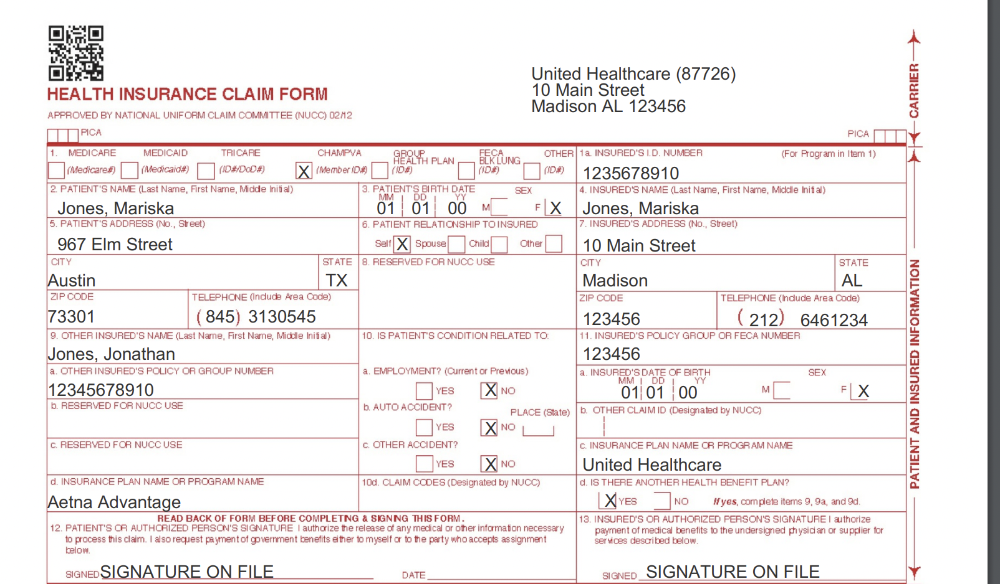 United Healthcare (87726)
10 Main Street
Madison AL 123456
CARRIER
HEALTH INSURANCE CLAIM FORM
APPROVED BY NATIONAL UNIFORM CLAIM COMMITTEE (NUCC) 02/12
PICA
PICA
1. MEDICARE MEDICAID TRICARE CHAMPVA GROUP HEALTH PLAN FECA BLK LUNG OTHER
(Medicare#) (Medicaid#) (ID#/DoD#) X (Member ID#) (ID#) (ID#) (ID#)
1a. INSURED'S I.D. NUMBER (For Program in Item 1)
1235678910
2. PATIENT'S NAME (Last Name, First Name, Middle Initial)
Jones, Mariska
3. PATIENT'S BIRTH DATE SEX
MM DD YY
01 01 00 M F X
4. INSURED'S NAME (Last Name, First Name, Middle Initial)
Jones, Mariska
5. PATIENT'S ADDRESS (No., Street)
967 Elm Street
6. PATIENT RELATIONSHIP TO INSURED
Self X Spouse Child Other
7. INSURED'S ADDRESS (No., Street)
10 Main Street
CITY STATE
Austin TX
8. RESERVED FOR NUCC USE
CITY STATE
Madison AL
ZIP CODE TELEPHONE (Include Area Code)
73301 (845) 3130545
ZIP CODE TELEPHONE (Include Area Code)
123456 (212) 6461234
9. OTHER INSURED'S NAME (Last Name, First Name, Middle Initial)
Jones, Jonathan
10. IS PATIENT'S CONDITION RELATED TO:
11. INSURED'S POLICY GROUP OR FECA NUMBER
123456
a. OTHER INSURED'S POLICY OR GROUP NUMBER
12345678910
a. EMPLOYMENT? (Current or Previous)
YES X NO
a. INSURED'S DATE OF BIRTH SEX
MM DD YY
01 01 00 M F X
b. RESERVED FOR NUCC USE
b. AUTO ACCIDENT? PLACE (State)
YES X NO
b. OTHER CLAIM ID (Designated by NUCC)
c. RESERVED FOR NUCC USE
c. OTHER ACCIDENT?
YES X NO
c. INSURANCE PLAN NAME OR PROGRAM NAME
United Healthcare
d. INSURANCE PLAN NAME OR PROGRAM NAME
Aetna Advantage
10d. CLAIM CODES (Designated by NUCC)
d. IS THERE ANOTHER HEALTH BENEFIT PLAN?
X YES NO If yes, complete items 9, 9a, and 9d.
READ BACK OF FORM BEFORE COMPLETING & SIGNING THIS FORM.
12. PATIENT'S OR AUTHORIZED PERSON'S SIGNATURE I authorize the release of any medical or other information necessary
to process this claim. I also request payment of government benefits either to myself or to the party who accepts assignment
below.
SIGNED SIGNATURE ON FILE DATE
13. INSURED'S OR AUTHORIZED PERSON'S SIGNATURE I authorize
payment of medical benefits to the undersigned physician or supplier for
services described below.
SIGNED SIGNATURE ON FILE
PATIENT AND INSURED INFORMATION